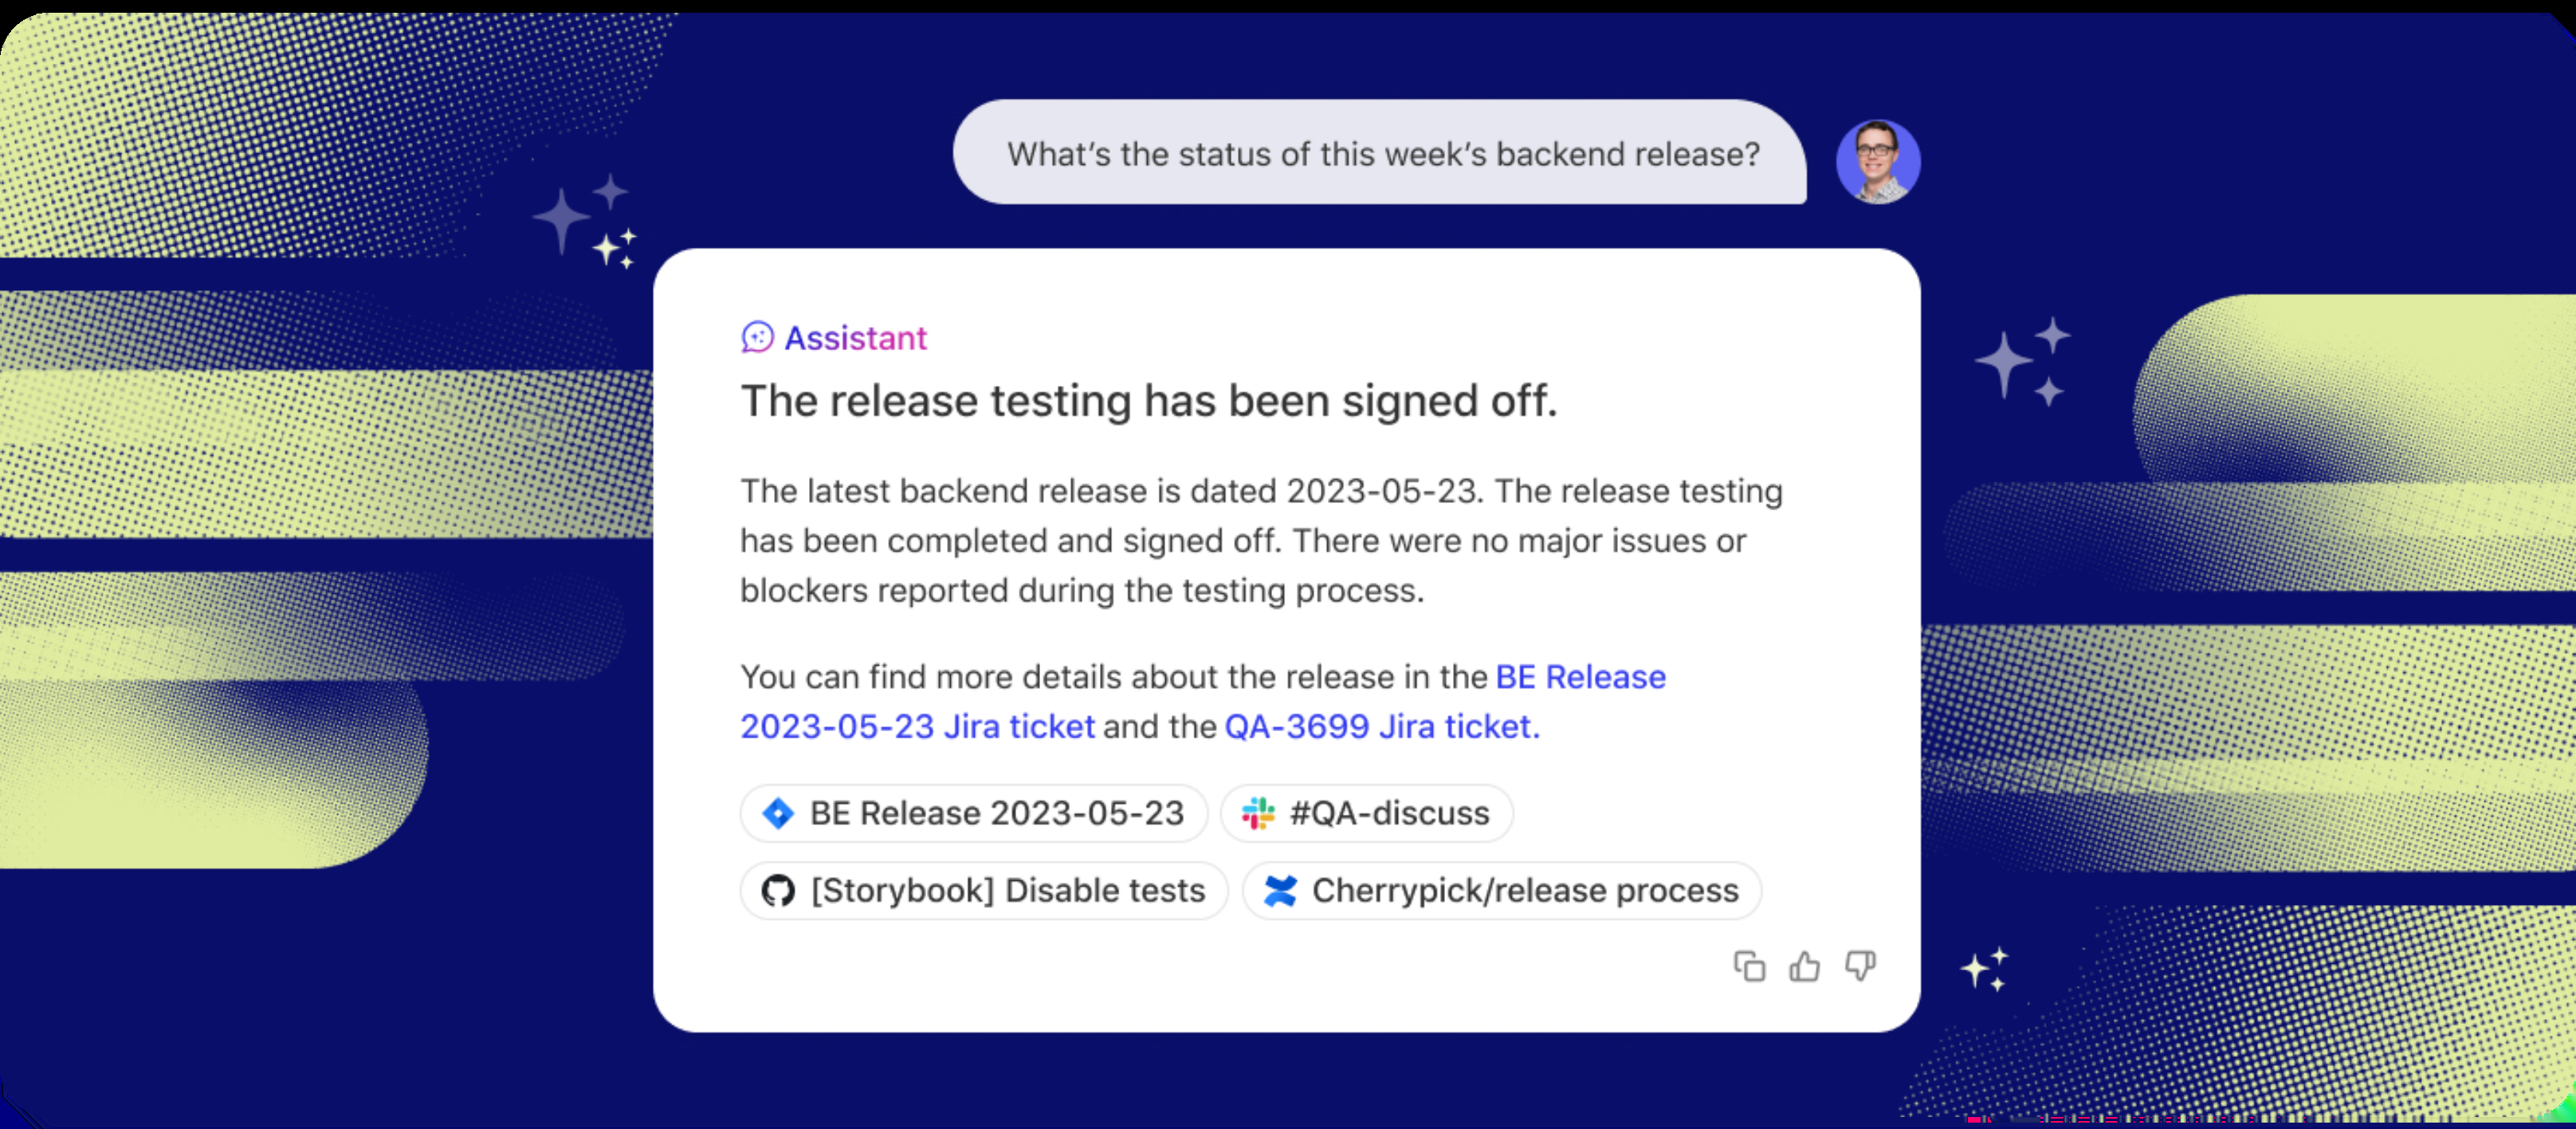 What’s the status of this week’s backend release?
Assistant
The release testing has been signed off.
The latest backend release is dated 2023-05-23. The release testing
has been completed and signed off. There were no major issues or
blockers reported during the testing process.
You can find more details about the release in the BE Release
2023-05-23 Jira ticket and the QA-3699 Jira ticket.
BE Release 2023-05-23 #QA-discuss
[Storybook] Disable tests Cherrypick/release process